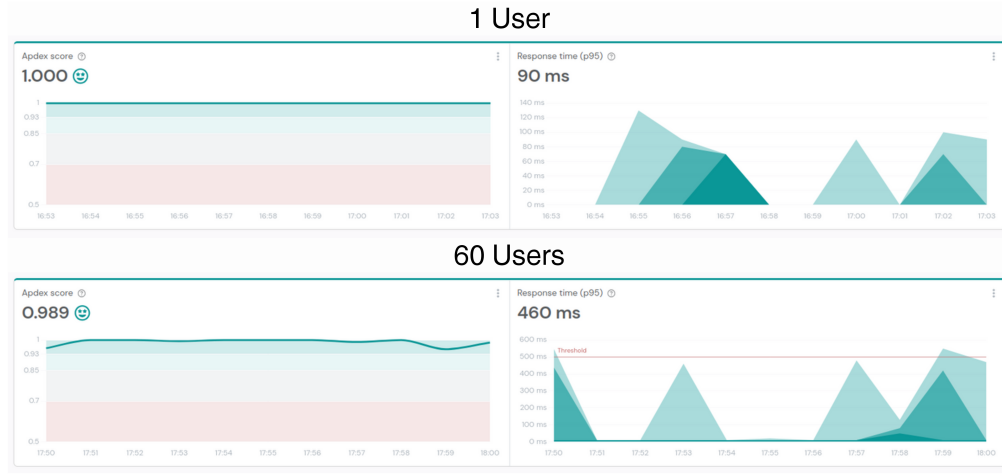 1 User
Apdex score
1.000
1
0.93
0.85
0.7
0.5
16:53 16:54 16:55 16:56 16:57 16:58 16:59 17:00 17:01 17:02 17:03
Response time (p95)
90 ms
140 ms
120 ms
100 ms
80 ms
60 ms
40 ms
20 ms
0 ms
16:53 16:54 16:55 16:56 16:57 16:58 16:59 17:00 17:01 17:02 17:03
60 Users
Apdex score
0.989
1
0.93
0.85
0.7
0.5
17:50 17:51 17:52 17:53 17:54 17:55 17:56 17:57 17:58 17:59 18:00
Response time (p95)
460 ms
600 ms
Threshold
500 ms
400 ms
300 ms
200 ms
100 ms
0 ms
17:50 17:51 17:52 17:53 17:54 17:55 17:56 17:57 17:58 17:59 18:00